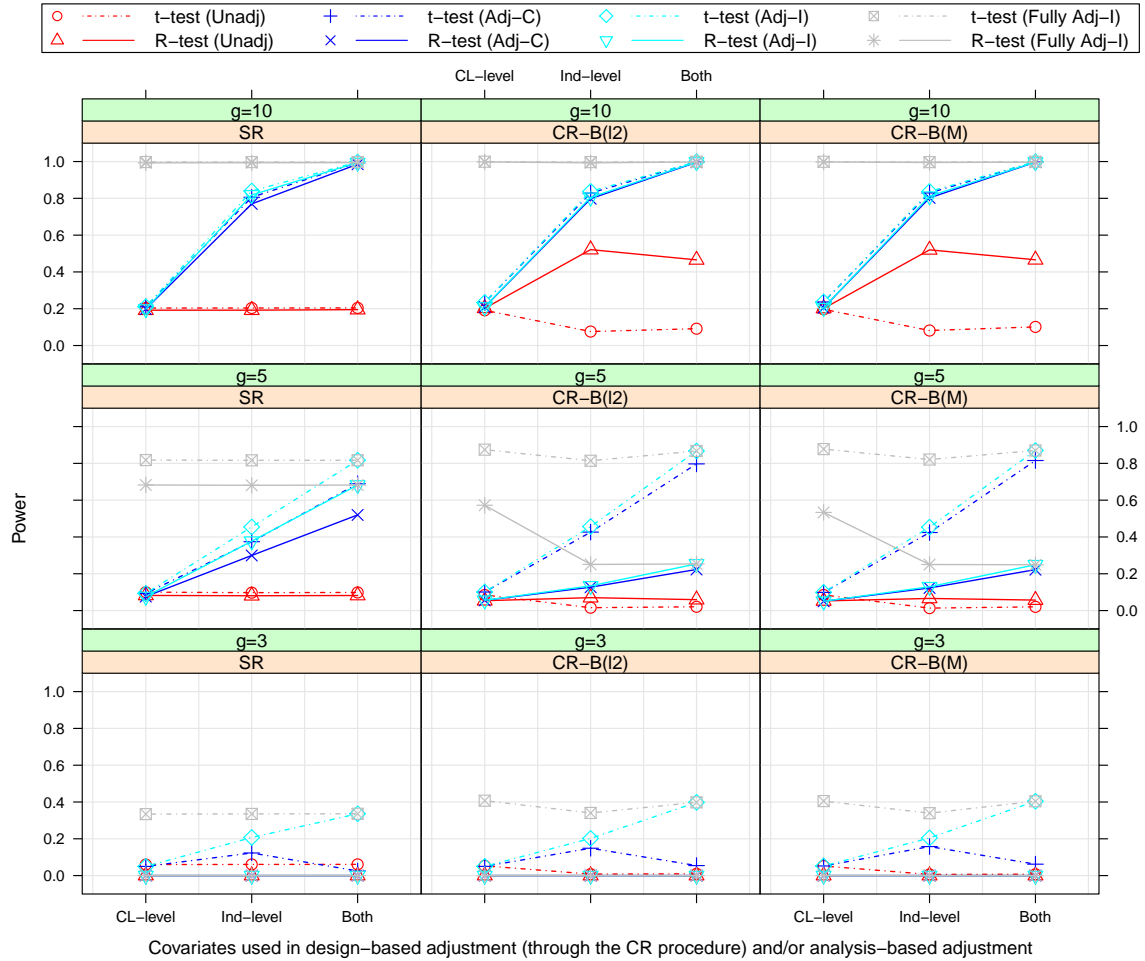 t−test (Unadj) t−test (Adj−C) t−test (Adj−I) t−test (Fully Adj−I)
R−test (Unadj) R−test (Adj−C) R−test (Adj−I) R−test (Fully Adj−I)
CL−level Ind−level Both
g=10 g=10 g=10
SR CR−B(l2) CR−B(M)
1.0
0.8
0.6
0.4
0.2
0.0
g=5 g=5 g=5
SR CR−B(l2) CR−B(M)
1.0
0.8
0.6
0.4
0.2
0.0
Power
g=3 g=3 g=3
SR CR−B(l2) CR−B(M)
1.0
0.8
0.6
0.4
0.2
0.0
CL−level Ind−level Both CL−level Ind−level Both
Covariates used in design−based adjustment (through the CR procedure) and/or analysis−based adjustment